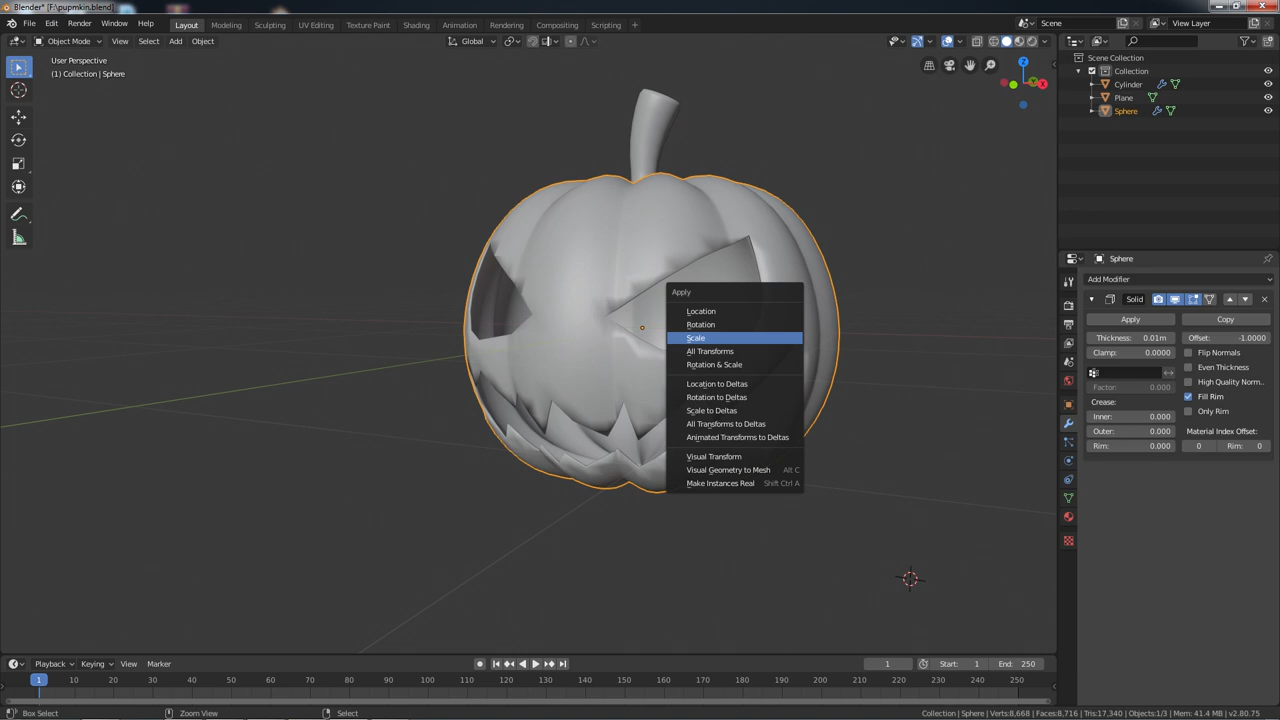 Blender* [F:\pupmkin.blend]
File Edit Render Window Help Layout Modeling Sculpting UV Editing Texture Paint Shading Animation Rendering Compositing Scripting + Scene View Layer
Object Mode View Select Add Object Global
User Perspective
(1) Collection | Sphere
Z
X
Scene Collection
Collection
Cylinder
Plane
Sphere
Apply
Location
Rotation
Scale
All Transforms
Rotation & Scale
Location to Deltas
Rotation to Deltas
Scale to Deltas
All Transforms to Deltas
Animated Transforms to Deltas
Visual Transform
Visual Geometry to Mesh Alt C
Make Instances Real Shift Ctrl A
Sphere
Add Modifier
Solid
Apply Copy
Thickness: 0.01m Offset: -1.0000
Clamp: 0.0000 Flip Normals
Even Thickness
Factor: 0.000 High Quality Norm..
Crease: Fill Rim
Inner: 0.000 Only Rim
Outer: 0.000 Material Index Offset:
Rim: 0.000 0 Rim: 0
Playback Keying View Marker 1 Start: 1 End: 250
1 10 20 30 40 50 60 70 80 90 100 110 120 130 140 150 160 170 180 190 200 210 220 230 240 250
Box Select Zoom View Select Collection | Sphere | Verts:8,668 | Faces:8,716 | Tris:17,340 | Objects:1/3 | Mem: 41.4 MB | v2.80.75